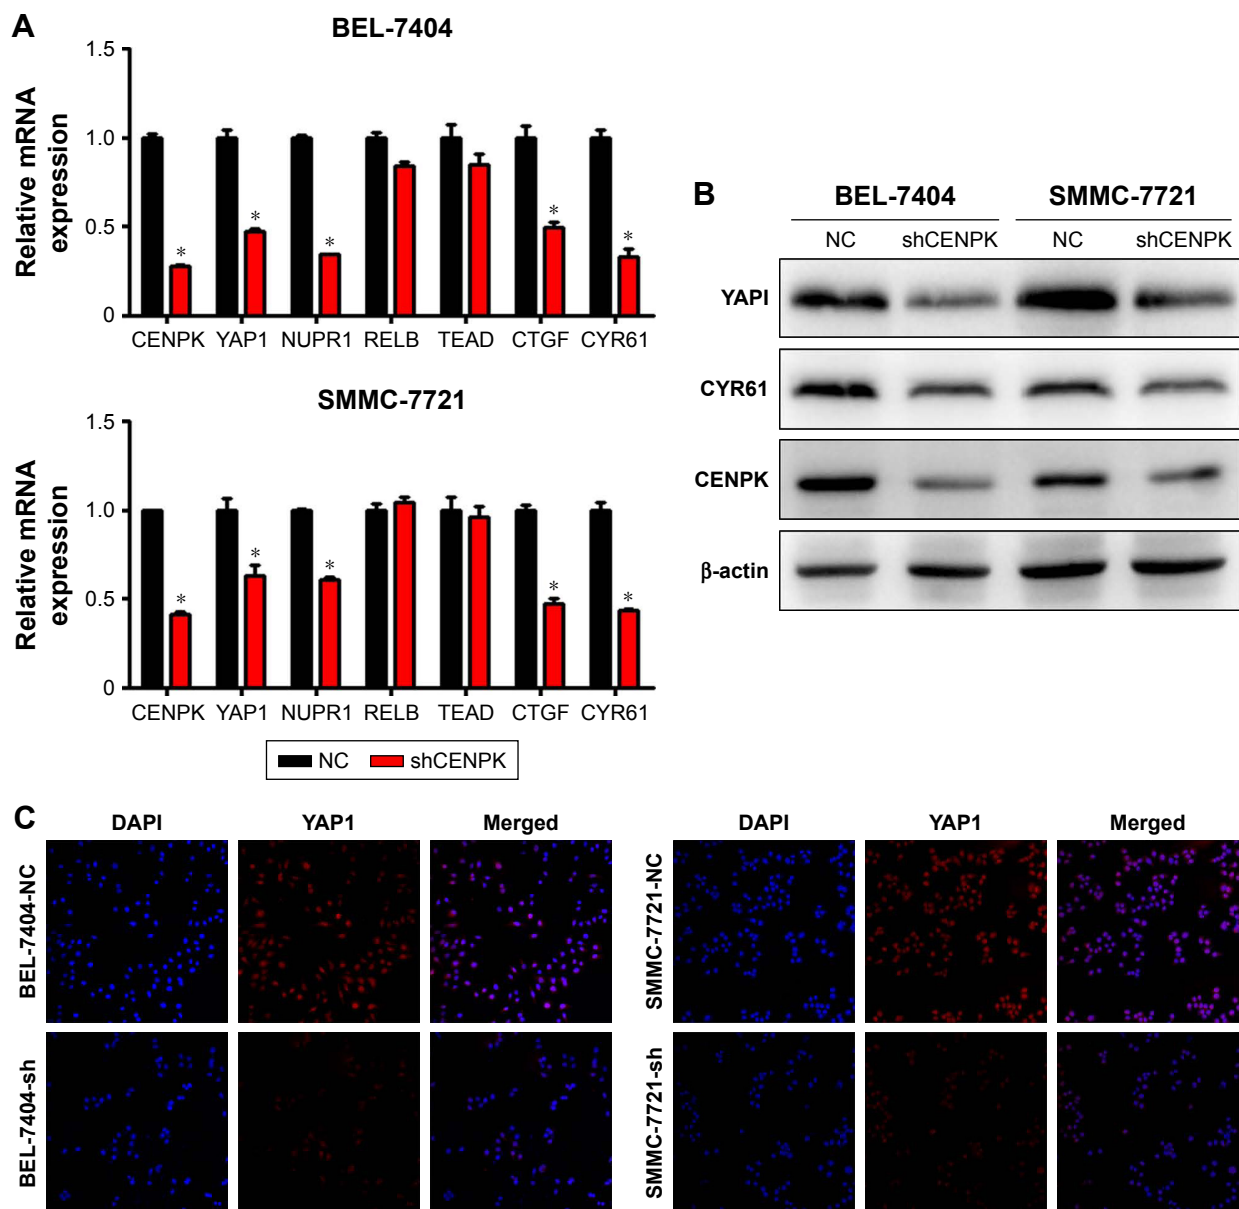 A
BEL-7404
Relative mRNA
expression
1.5
1.0
0.5
0
* * * * *
CENPK YAP1 NUPR1 RELB TEAD CTGF CYR61
SMMC-7721
Relative mRNA
expression
1.5
1.0
0.5
0
* * * * *
CENPK YAP1 NUPR1 RELB TEAD CTGF CYR61
NC shCENPK
B
BEL-7404 SMMC-7721
NC shCENPK NC shCENPK
YAPI
CYR61
CENPK
β-actin
C
DAPI YAP1 Merged
BEL-7404-NC
BEL-7404-sh
DAPI YAP1 Merged
SMMC-7721-NC
SMMC-7721-sh